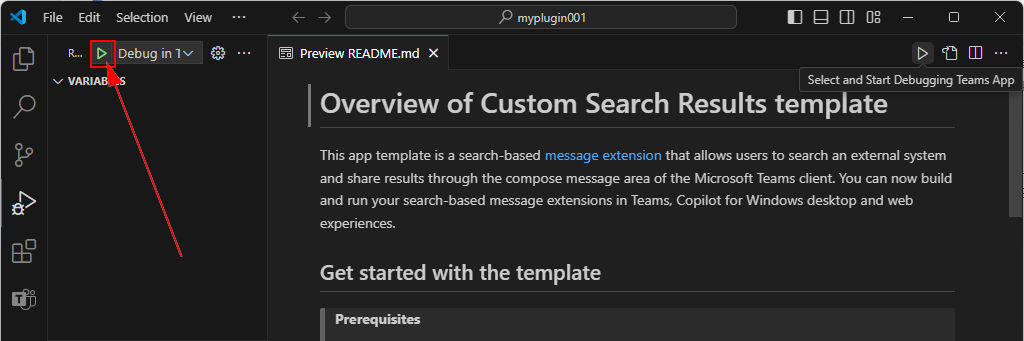 File Edit Selection View ··· myplugin001
R... Debug in T ···
Preview README.md
Select and Start Debugging Teams App
VARIABLES
Overview of Custom Search Results template
This app template is a search-based message extension that allows users to search an external system
and share results through the compose message area of the Microsoft Teams client. You can now build
and run your search-based message extensions in Teams, Copilot for Windows desktop and web
experiences.
Get started with the template
Prerequisites